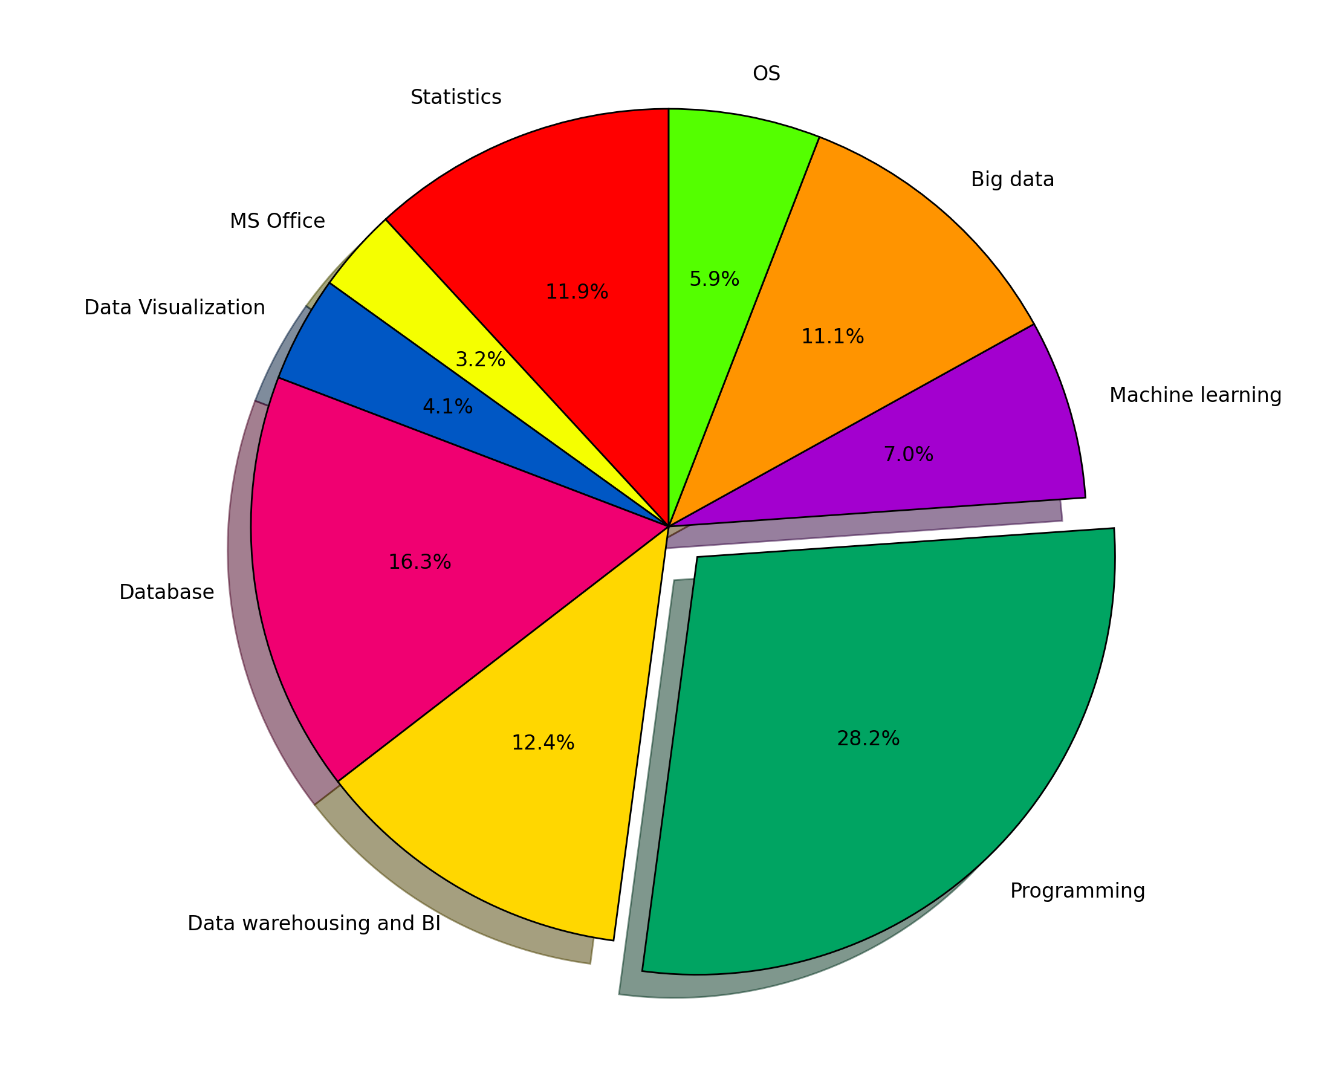 OS
Statistics
Big data
MS Office
5.9%
11.9%
Data Visualization
11.1%
3.2%
Machine learning
4.1%
7.0%
16.3%
Database
28.2%
12.4%
Programming
Data warehousing and BI